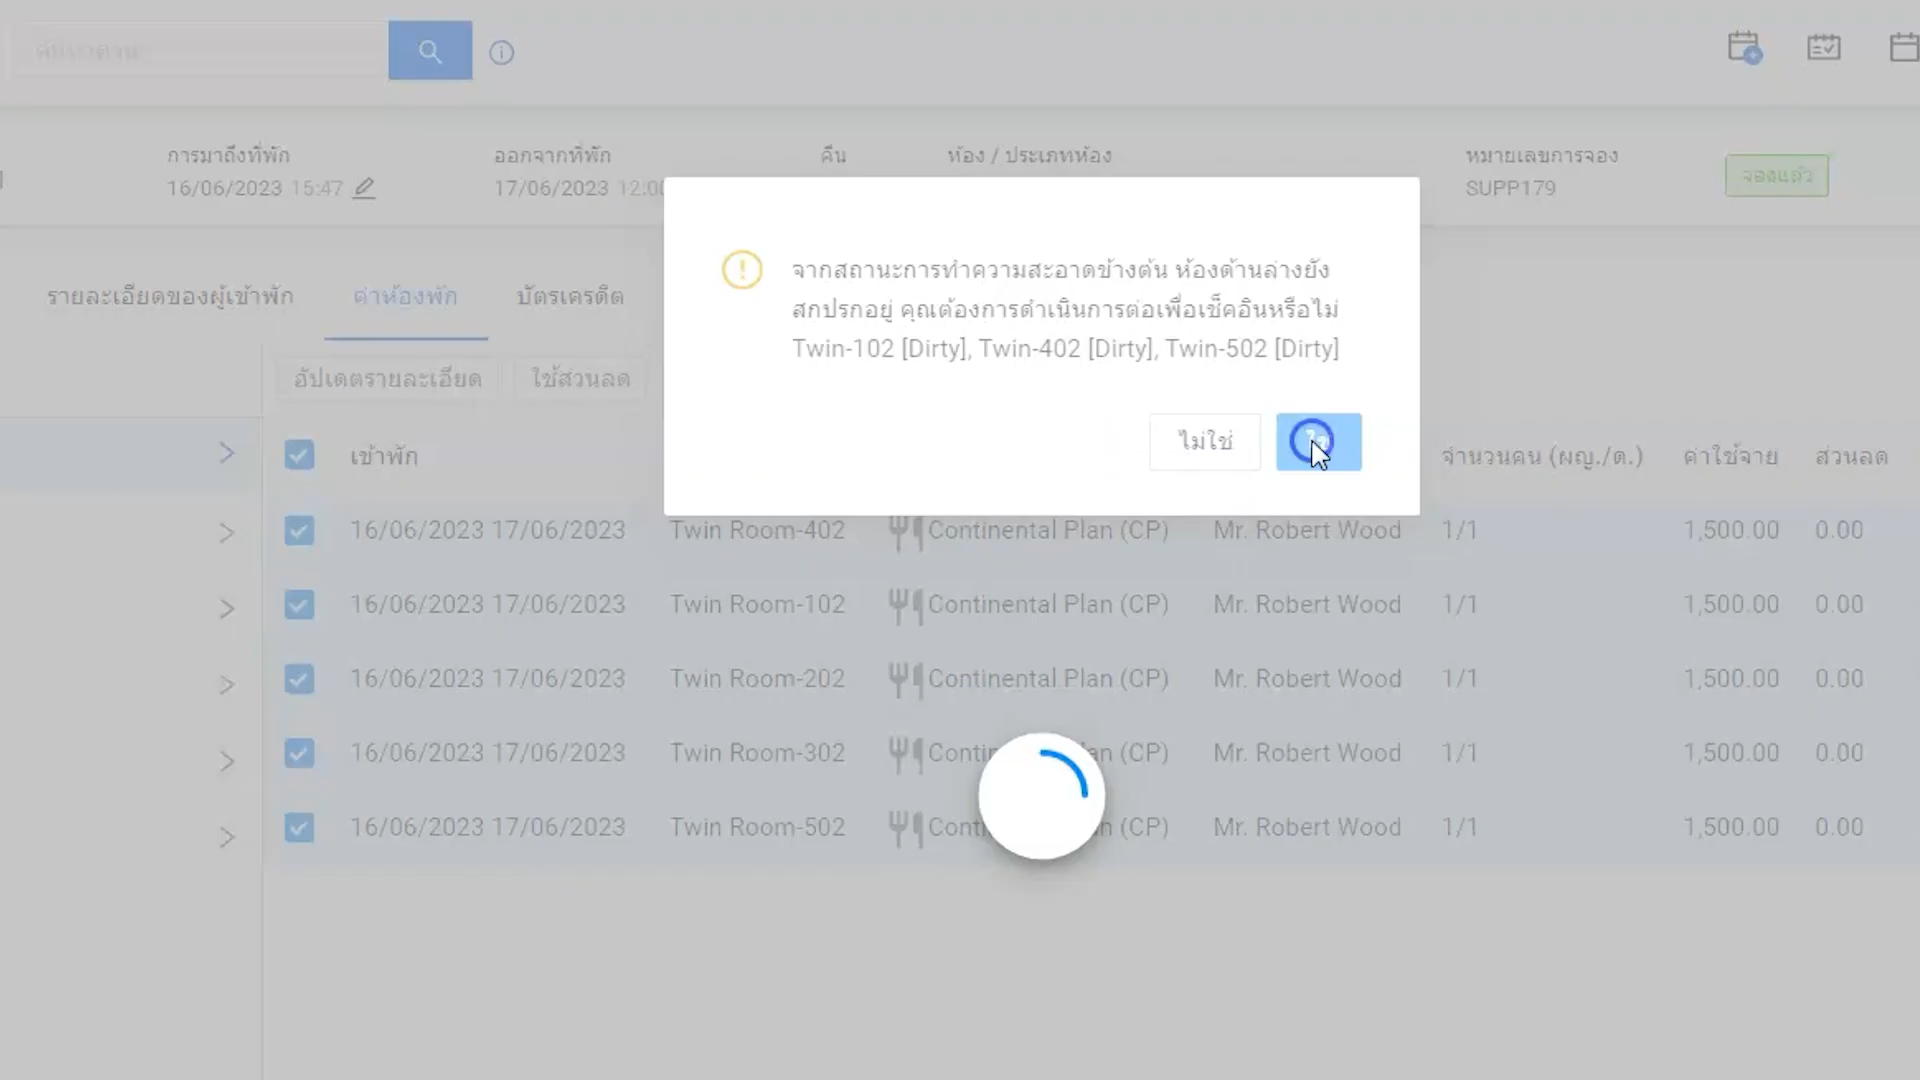 การมาถึงที่พัก
ออกจากที่พัก
คืน
ห้อง / ประเภทห้อง
หมายเลขการจอง
16/06/2023 15:47
17/06/2023 12:00
SUPP179
จองแล้ว
จากสถานะการทำความสะอาดข้างต้น ห้องด้านล่างยัง
สกปรกอยู่ คุณต้องการดำเนินการต่อเพื่อเช็คอินหรือไม่
Twin-102 [Dirty], Twin-402 [Dirty], Twin-502 [Dirty]
ไม่ใช่
รายละเอียดของผู้เข้าพัก
ค่าห้องพัก
บัตรเครดิต
อัปเดตรายละเอียด
ใช้ส่วนลด
เข้าพัก
จำนวนคน (ผญ./ด.)
ค่าใช้จ่าย
ส่วนลด
16/06/2023 17/06/2023 Twin Room-402 Continental Plan (CP) Mr. Robert Wood 1/1 1,500.00 0.00
16/06/2023 17/06/2023 Twin Room-102 Continental Plan (CP) Mr. Robert Wood 1/1 1,500.00 0.00
16/06/2023 17/06/2023 Twin Room-202 Continental Plan (CP) Mr. Robert Wood 1/1 1,500.00 0.00
16/06/2023 17/06/2023 Twin Room-302 (CP) Mr. Robert Wood 1/1 1,500.00 0.00
16/06/2023 17/06/2023 Twin Room-502 (CP) Mr. Robert Wood 1/1 1,500.00 0.00